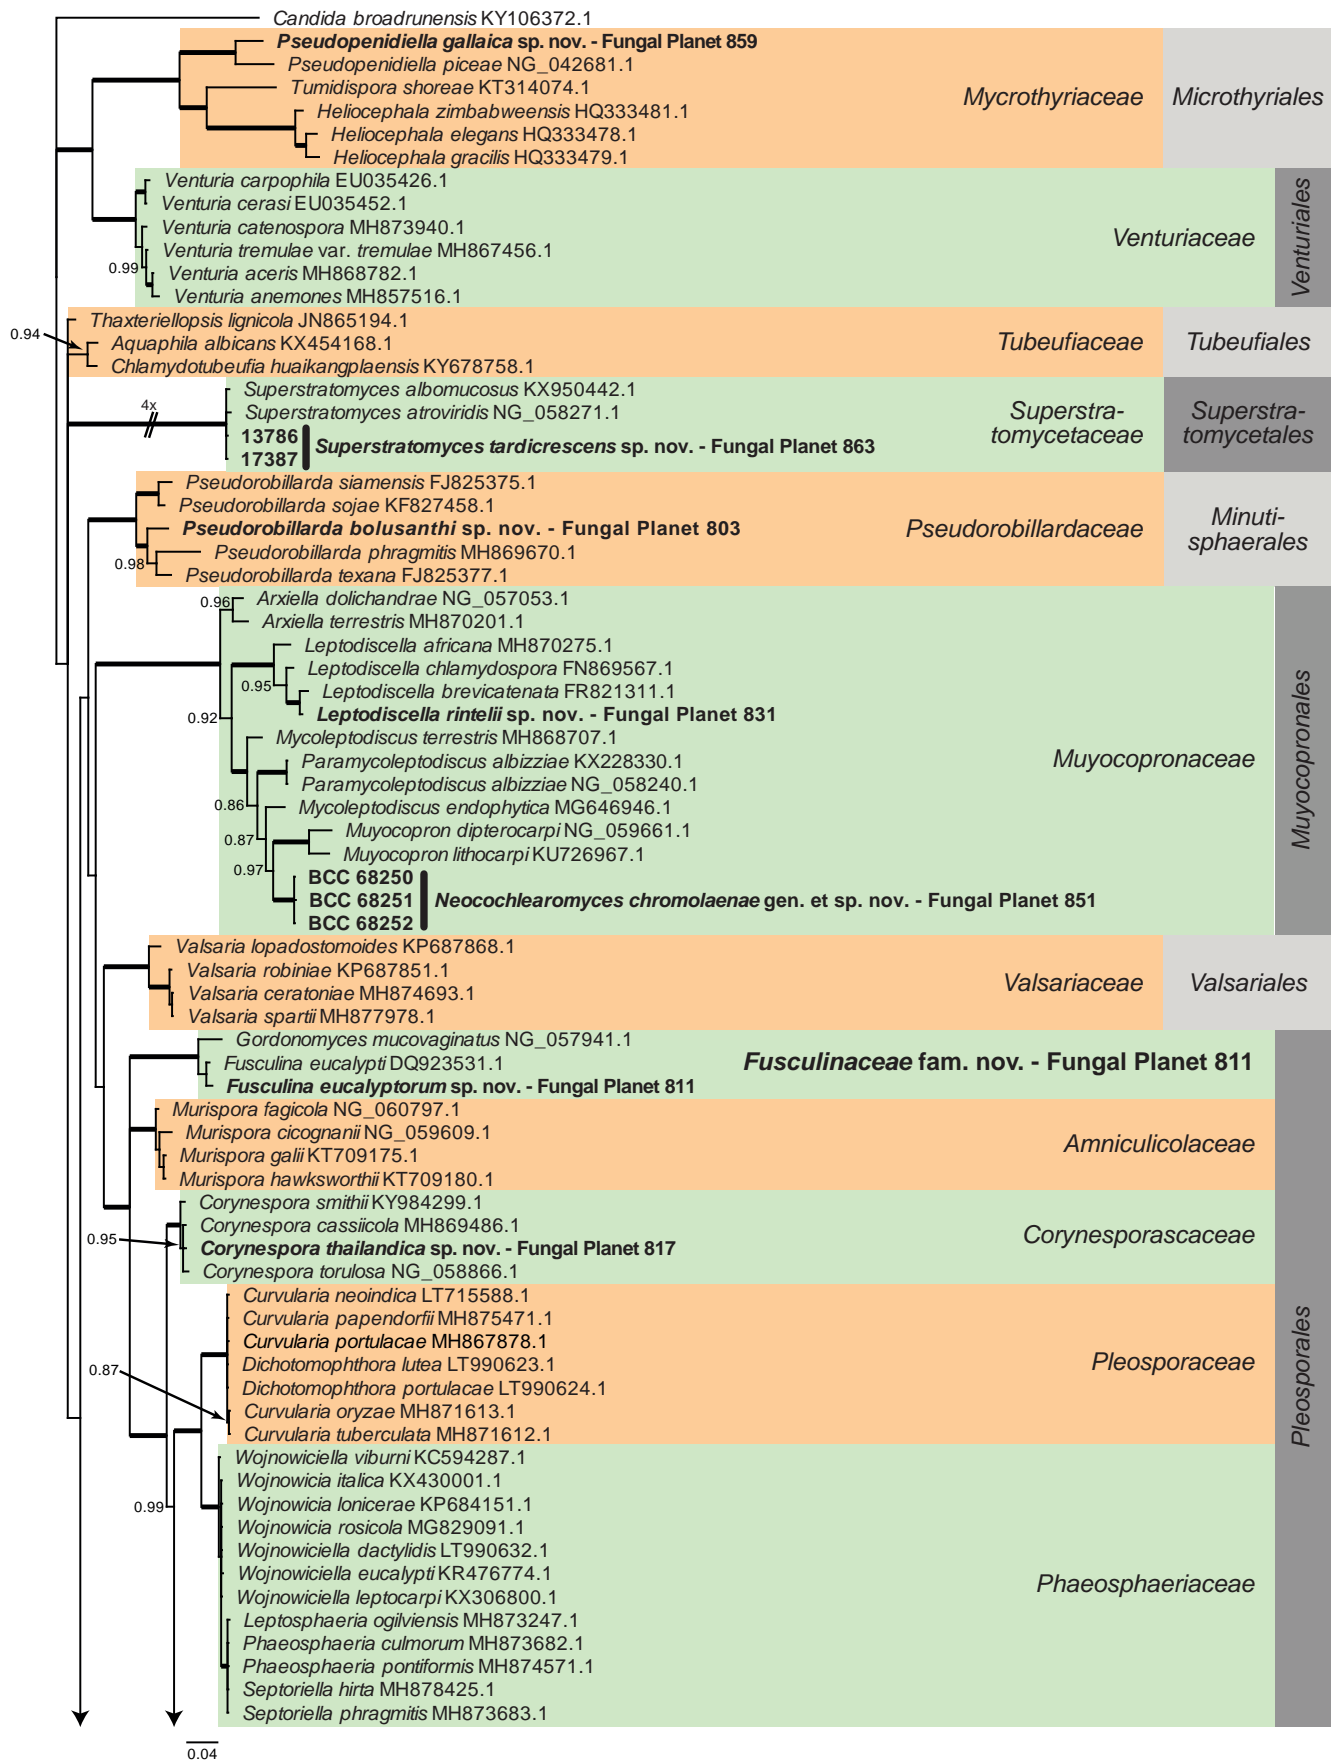 Candida broadrunensis KY106372.1
Pseudopenidiella gallaica sp. nov. - Fungal Planet 859
Pseudopenidiella piceae NG_042681.1
Tumidispora shoreae KT314074.1
Heliocephala zimbabweensis HQ333481.1
Heliocephala elegans HQ333478.1
Heliocephala gracilis HQ333479.1
Mycrothyriaceae
Microthyriales
Venturia carpophila EU035426.1
Venturia cerasi EU035452.1
Venturia catenospora MH873940.1
Venturia tremulae var. tremulae MH867456.1
0.99
Venturia aceris MH868782.1
Venturia anemones MH857516.1
Venturiaceae
Venturiales
Thaxteriellopsis lignicola JN865194.1
0.94
Aquaphila albicans KX454168.1
Chlamydotubeufia huaikangplaensis KY678758.1
Tubeufiaceae
Tubeufiales
4x
Superstratomyces albomucosus KX950442.1
Superstratomyces atroviridis NG_058271.1
13786
17387
Superstratomyces tardicrescens sp. nov. - Fungal Planet 863
Superstra-
tomycetaceae
Superstra-
tomycetales
Pseudorobillarda siamensis FJ825375.1
Pseudorobillarda sojae KF827458.1
Pseudorobillarda bolusanthi sp. nov. - Fungal Planet 803
Pseudorobillarda phragmitis MH869670.1
0.98
Pseudorobillarda texana FJ825377.1
Pseudorobillardaceae
Minuti-
sphaerales
0.96
Arxiella dolichandrae NG_057053.1
Arxiella terrestris MH870201.1
Leptodiscella africana MH870275.1
Leptodiscella chlamydospora FN869567.1
0.95
Leptodiscella brevicatenata FR821311.1
0.92
Leptodiscella rintelii sp. nov. - Fungal Planet 831
Mycoleptodiscus terrestris MH868707.1
Paramycoleptodiscus albizziae KX228330.1
Paramycoleptodiscus albizziae NG_058240.1
0.86
Mycoleptodiscus endophytica MG646946.1
0.87
Muyocopron dipterocarpi NG_059661.1
Muyocopron lithocarpi KU726967.1
0.97
BCC 68250
BCC 68251
BCC 68252
Neocochlearomyces chromolaenae gen. et sp. nov. - Fungal Planet 851
Muyocopronaceae
Muyocopronales
Valsaria lopadostomoides KP687868.1
Valsaria robiniae KP687851.1
Valsaria ceratoniae MH874693.1
Valsaria spartii MH877978.1
Valsariaceae
Valsariales
Gordonomyces mucovaginatus NG_057941.1
Fusculina eucalypti DQ923531.1
Fusculina eucalyptorum sp. nov. - Fungal Planet 811
Fusculinaceae fam. nov. - Fungal Planet 811
Murispora fagicola NG_060797.1
Murispora cicognanii NG_059609.1
Murispora galii KT709175.1
Murispora hawksworthii KT709180.1
Amniculicolaceae
Corynespora smithii KY984299.1
Corynespora cassiicola MH869486.1
0.95
Corynespora thailandica sp. nov. - Fungal Planet 817
Corynespora torulosa NG_058866.1
Corynesporascaceae
Curvularia neoindica LT715588.1
Curvularia papendorfii MH875471.1
Curvularia portulacae MH867878.1
Dichotomophthora lutea LT990623.1
0.87
Dichotomophthora portulacae LT990624.1
Curvularia oryzae MH871613.1
Curvularia tuberculata MH871612.1
Pleosporaceae
Pleosporales
Wojnowiciella viburni KC594287.1
Wojnowicia italica KX430001.1
Wojnowicia lonicerae KP684151.1
0.99
Wojnowicia rosicola MG829091.1
Wojnowiciella dactylidis LT990632.1
Wojnowiciella eucalypti KR476774.1
Wojnowiciella leptocarpi KX306800.1
Leptosphaeria ogilviensis MH873247.1
Phaeosphaeria culmorum MH873682.1
Phaeosphaeria pontiformis MH874571.1
Septoriella hirta MH878425.1
Septoriella phragmitis MH873683.1
Phaeosphaeriaceae
0.04